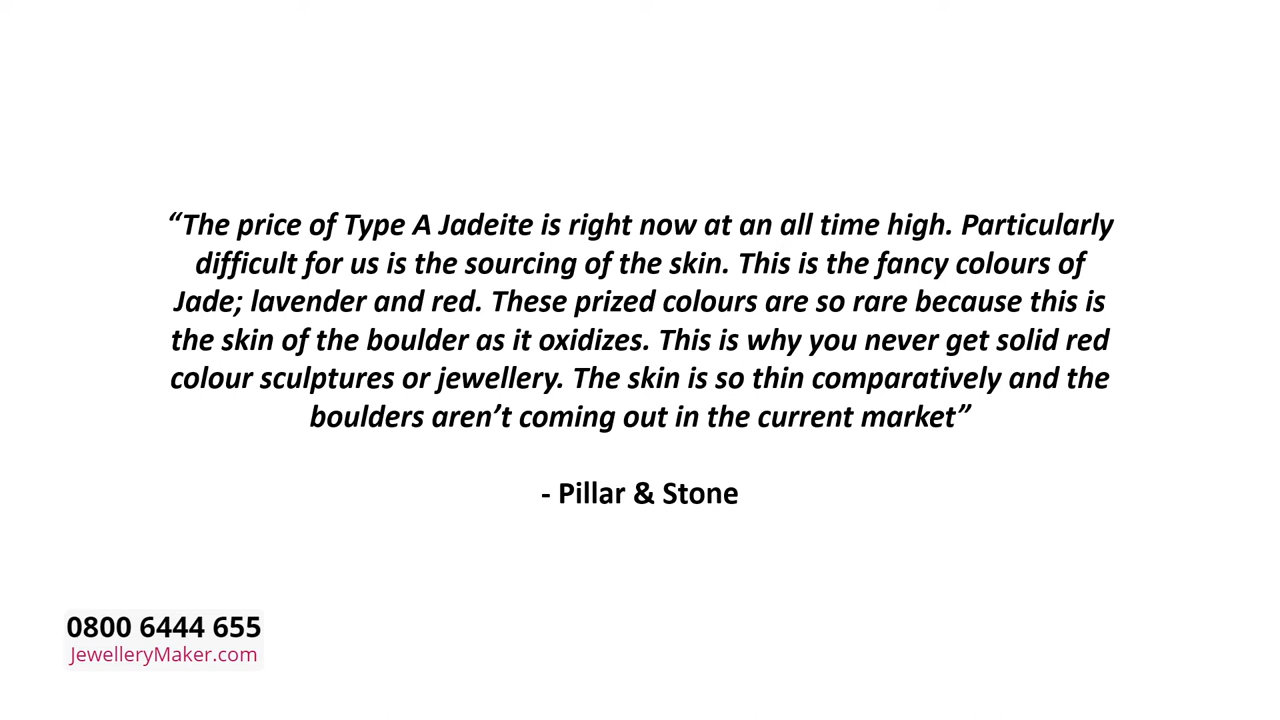 “The price of Type A Jadeite is right now at an all time high. Particularly
difficult for us is the sourcing of the skin. This is the fancy colours of
Jade; lavender and red. These prized colours are so rare because this is
the skin of the boulder as it oxidizes. This is why you never get solid red
colour sculptures or jewellery. The skin is so thin comparatively and the
boulders aren’t coming out in the current market”
- Pillar & Stone
0800 6444 655
JewelleryMaker.com